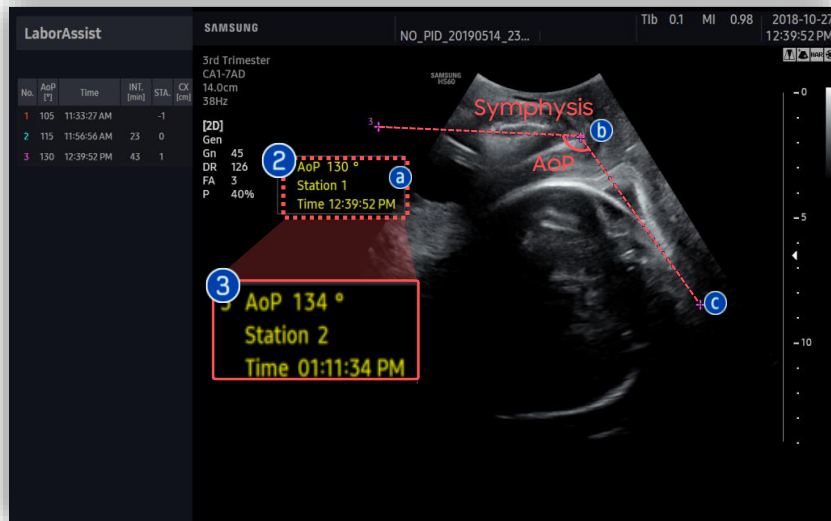 LaborAssist
No. AoP [°] Time INT. [min] STA. CX [cm]
1 105 11:33:27 AM -1
2 115 11:56:56 AM 23 0
3 130 12:39:52 PM 43 1
SAMSUNG
NO_PID_20190514_23...
TIb 0.1 MI 0.98
2018-10-27
12:39:52 PM
3rd Trimester
CA1-7AD
14.0cm
38Hz
[2D]
Gen
Gn 45
DR 126
FA 3
P 40%
SAMSUNG
HS60
HAR
3
Symphysis
b
AoP
2
AoP 130 °
a
Station 1
Time 12:39:52 PM
3
AoP 134 °
Station 2
Time 01:11:34 PM
c
0
5
10